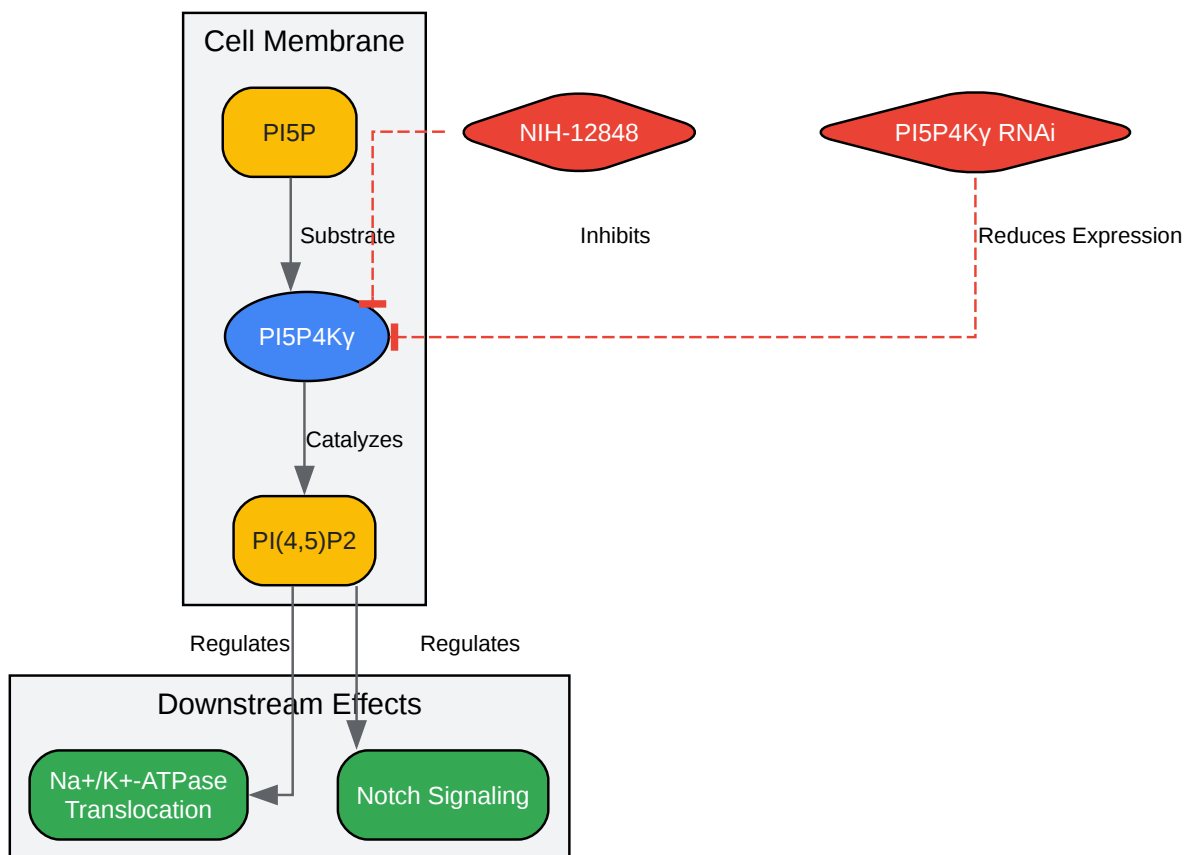 Cell Membrane
PI5P
NIH-12848
PI5P4Kγ RNAi
Substrate
Inhibits
Reduces Expression
PI5P4Kγ
Catalyzes
PI(4,5)P2
Regulates
Regulates
Downstream Effects
Na+/K+-ATPase
Translocation
Notch Signaling